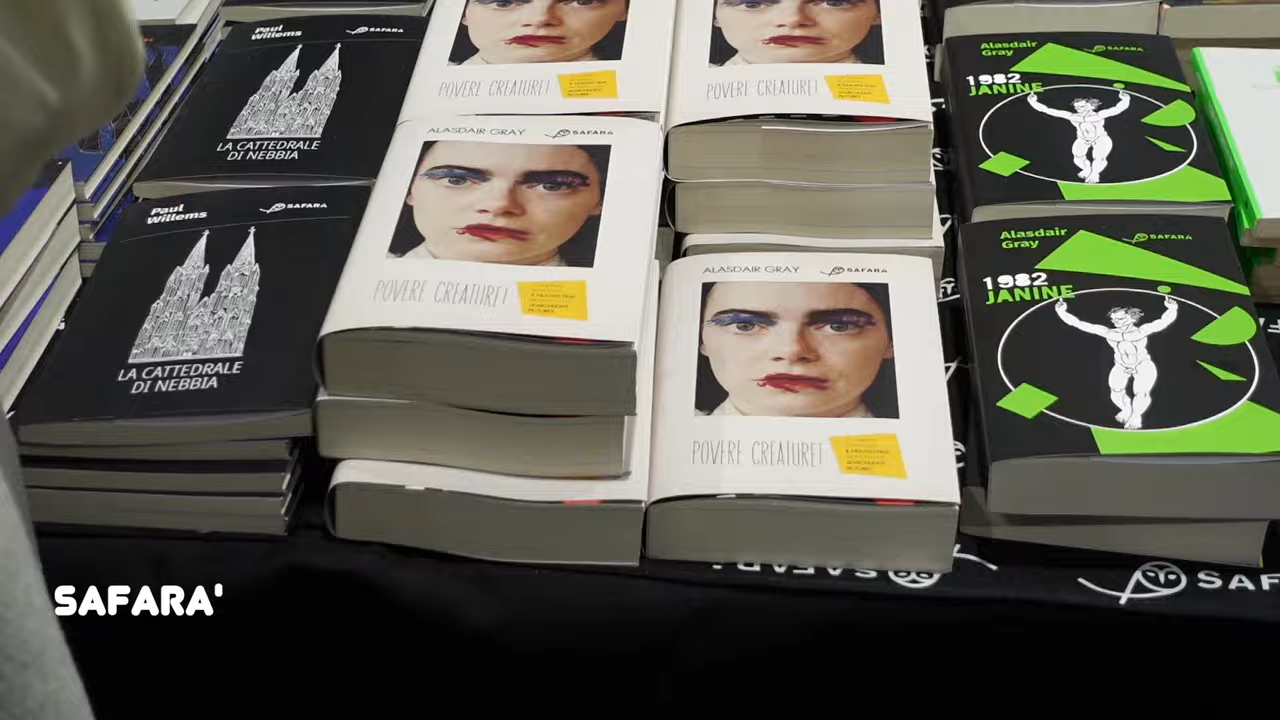 Paul
Willems
SAFARA
LA CATTEDRALE
DI NEBBIA
POVERE CREATURE!
POVERE CREATURE!
Alasdair
Gray
SAFARA
1982
JANINE
Paul
Willems
SAFARA
LA CATTEDRALE
DI NEBBIA
ALASDAIR GRAY
SAFARA
POVERE CREATURE!
ALASDAIR GRAY
SAFARA
POVERE CREATURE!
Alasdair
Gray
SAFARA
1982
JANINE
SAFARA
SAF
SAFARA'